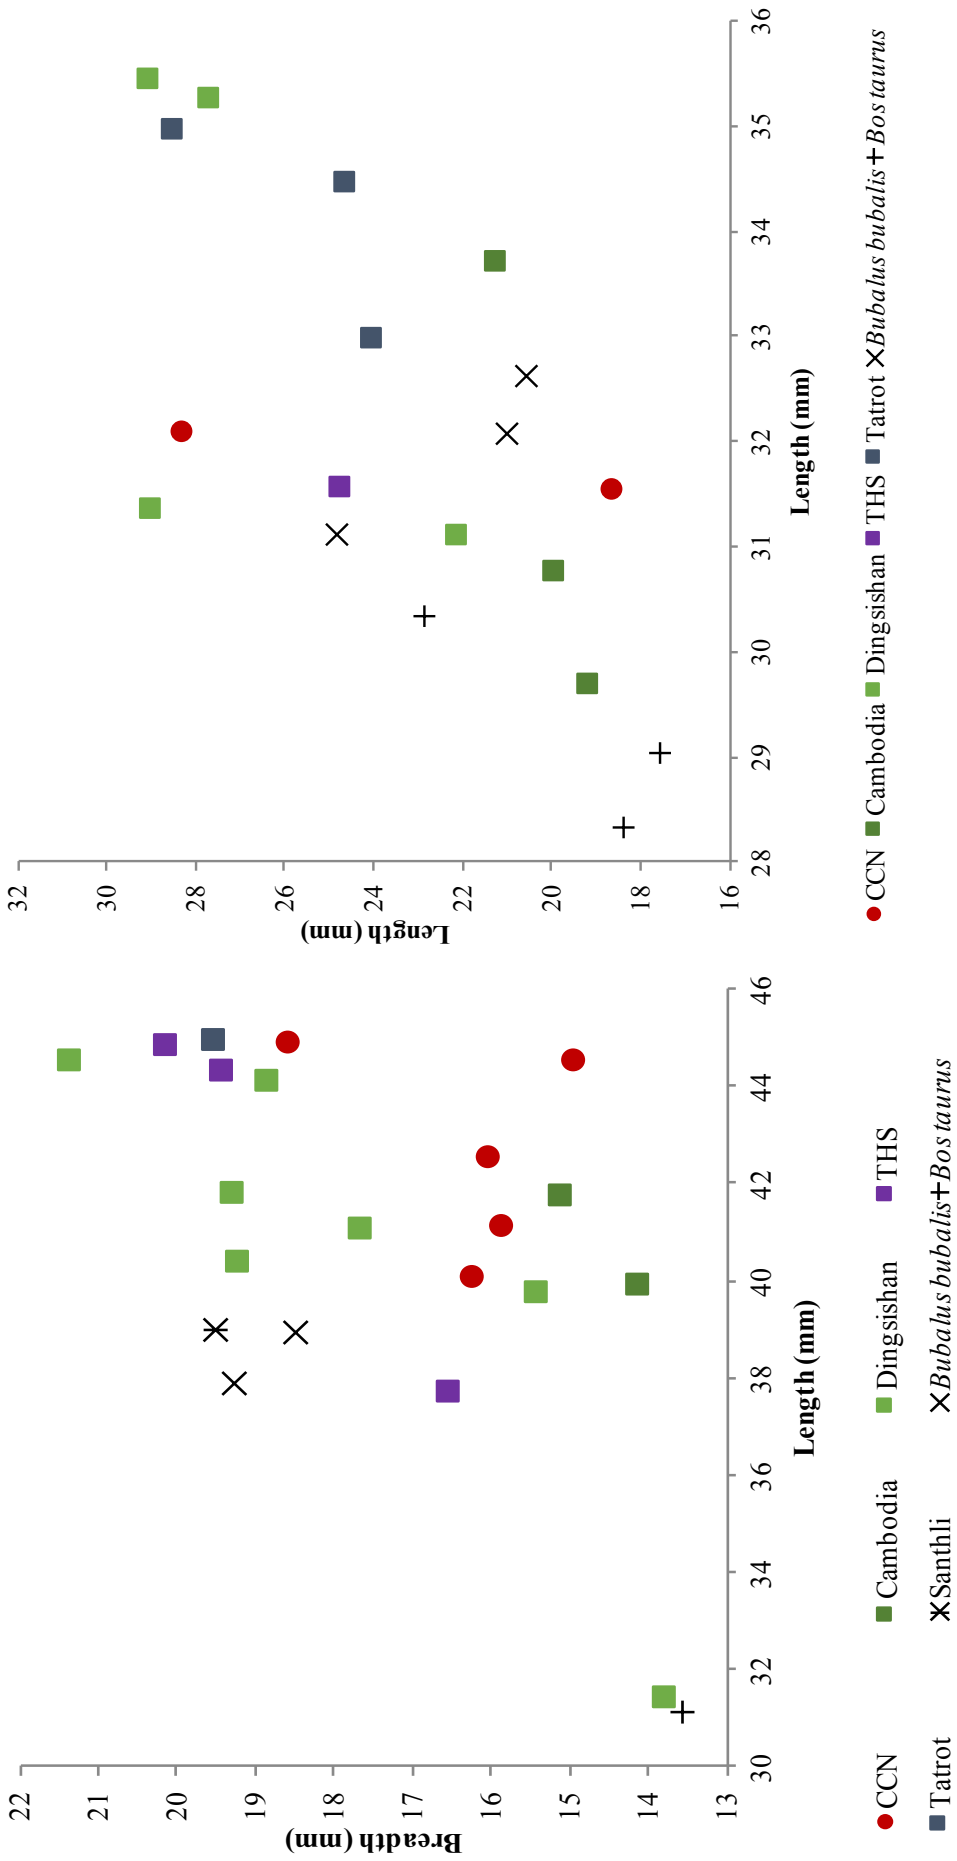 22
21
20
19
18
17
16
15
14
13
Breadth (mm)
30
32
34
36
38
40
42
44
46
Length (mm)
CCN
Cambodia
Dingsishan
THS
Tatrot
Santhli
Bubalus bubalis
Bos taurus
32
30
28
26
24
22
20
18
16
Length (mm)
28
29
30
31
32
33
34
35
36
Length (mm)
CCN
Cambodia
Dingsishan
THS
Tatrot
Bubalus bubalis
Bos taurus